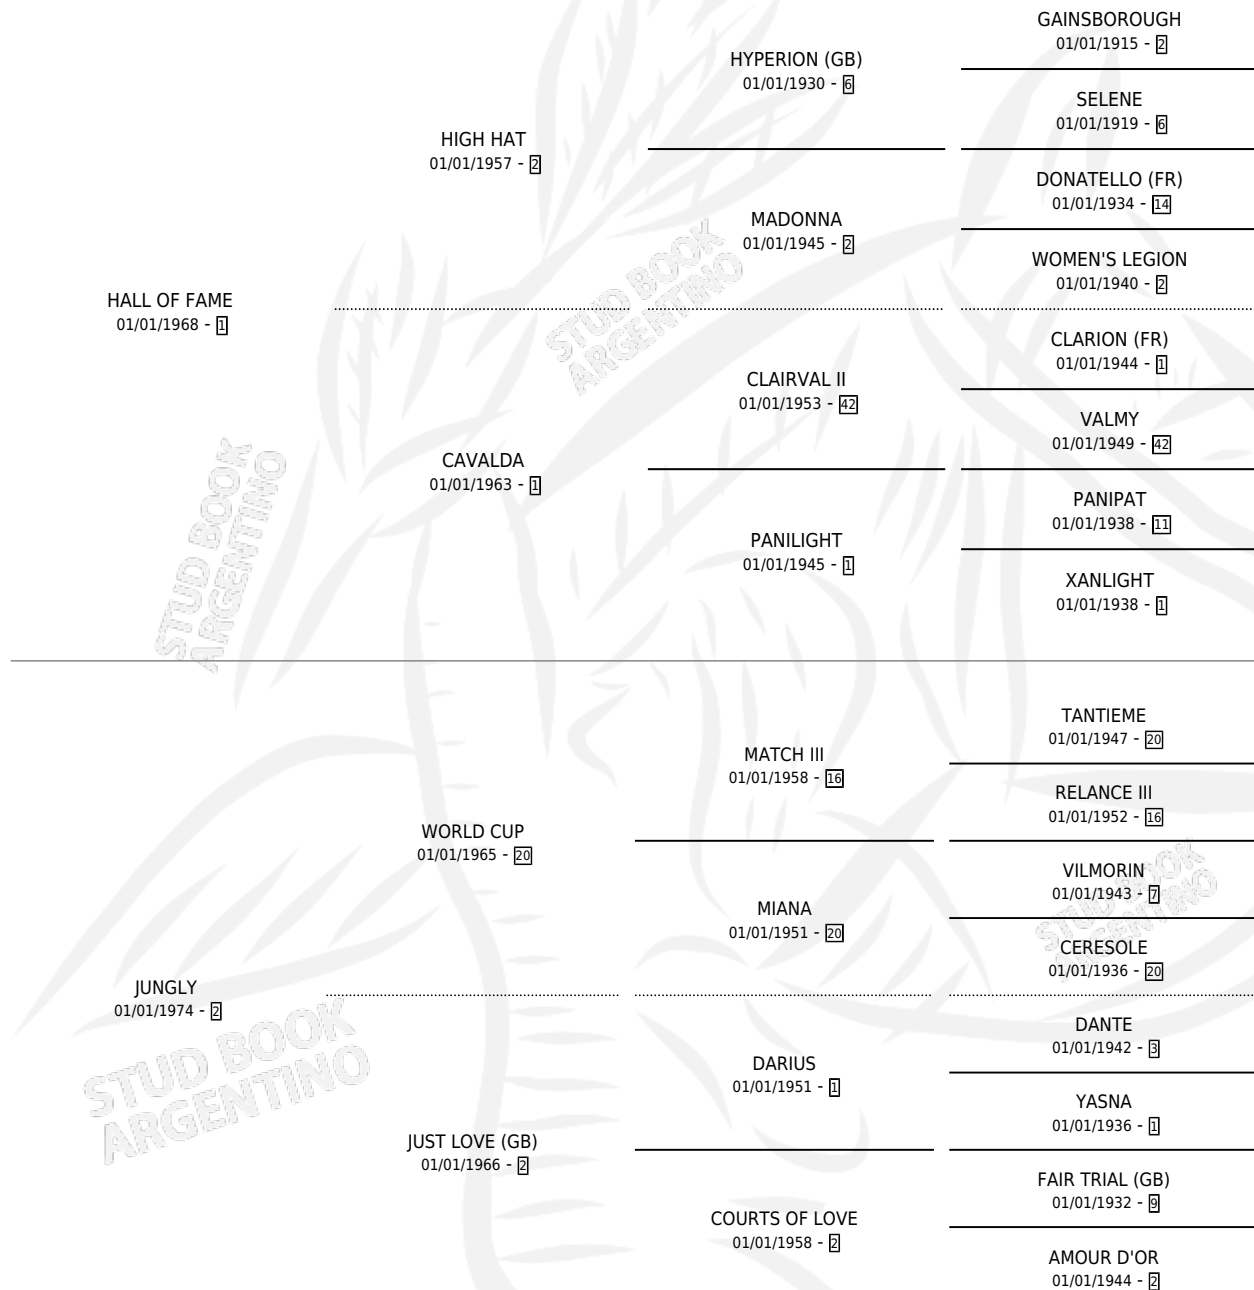 GAINSBOROUGH
01/01/1915 - 2
HYPERION (GB)
01/01/1930 - 6
SELENE
01/01/1919 - 6
HIGH HAT
01/01/1957 - 2
DONATELLO (FR)
01/01/1934 - 14
MADONNA
01/01/1945 - 2
WOMEN'S LEGION
01/01/1940 - 2
HALL OF FAME
01/01/1968 - 1
CLARION (FR)
01/01/1944 - 1
CLAIRVAL II
01/01/1953 - 42
VALMY
01/01/1949 - 42
CAVALDA
01/01/1963 - 1
PANIPAT
01/01/1938 - 11
PANILIGHT
01/01/1945 - 1
XANLIGHT
01/01/1938 - 1
TANTIEME
01/01/1947 - 20
MATCH III
01/01/1958 - 16
RELANCE III
01/01/1952 - 16
WORLD CUP
01/01/1965 - 20
VILMORIN
01/01/1943 - 7
MIANA
01/01/1951 - 20
CERESOLE
01/01/1936 - 20
JUNGLY
01/01/1974 - 2
DANTE
01/01/1942 - 3
DARIUS
01/01/1951 - 1
YASNA
01/01/1936 - 1
JUST LOVE (GB)
01/01/1966 - 2
FAIR TRIAL (GB)
01/01/1932 - 9
COURTS OF LOVE
01/01/1958 - 2
AMOUR D'OR
01/01/1944 - 2
STUD BOOK
ARGENTINO
STUD BOOK
ARGENTINO
STUD BOOK
ARGENTINO
STUD BOOK
ARGENTINO